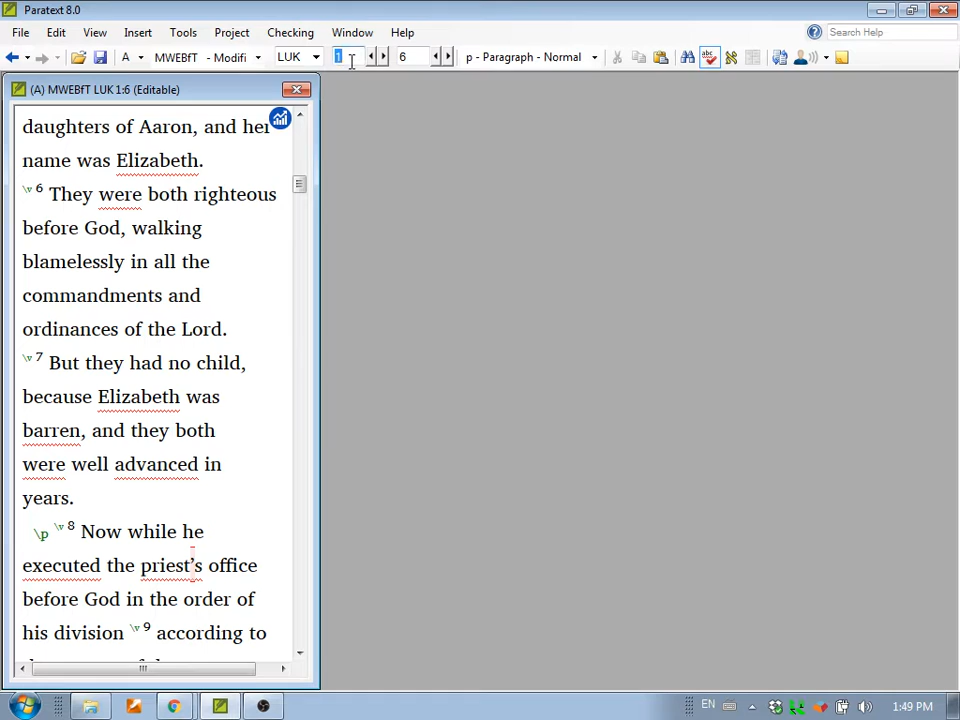 Paratext 8.0
File Edit View Insert Tools Project Checking Window Help
Search Help
A MWEBfT - Modifi LUK 1 6 p - Paragraph - Normal
(A) MWEBfT LUK 1:6 (Editable)
daughters of Aaron, and her
name was Elizabeth.
\v 6 They were both righteous
before God, walking
blamelessly in all the
commandments and
ordinances of the Lord.
\v 7 But they had no child,
because Elizabeth was
barren, and they both
were well advanced in
years.
\p \v 8 Now while he
executed the priest’s office
before God in the order of
his division \v 9 according to
EN 1:49 PM